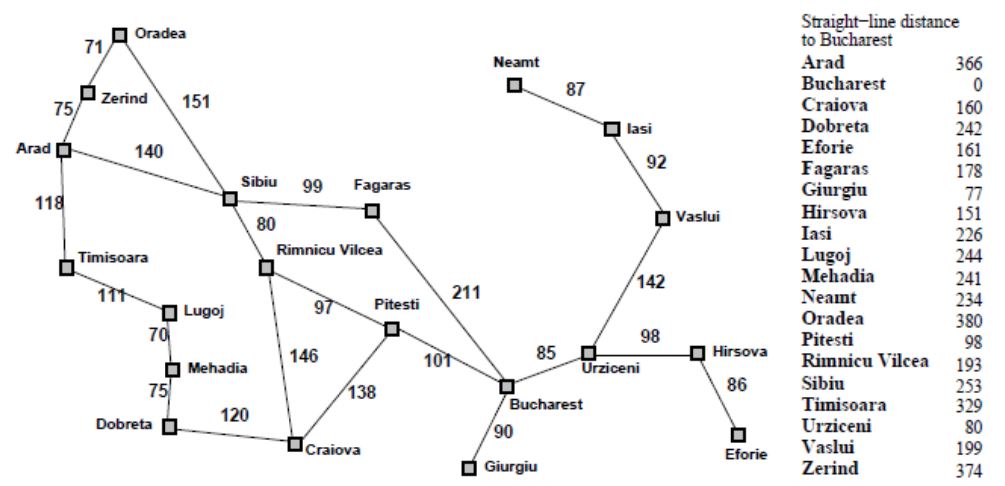 Oradea
71
Zerind
75
151
Arad
140
118
Sibiu
99
Fagaras
80
Rimnicu Vilcea
Timisoara
111
Lugoj
70
Mehadia
75
Dobreta
120
Craiova
146
97
Pitesti
138
101
211
Bucharest
90
Giurgiu
85
Urziceni
98
Hirsova
86
Eforie
142
Vaslui
92
Iasi
87
Neamt
Straight-line distance
to Bucharest
Arad 366
Bucharest 0
Craiova 160
Dobreta 242
Eforie 161
Fagaras 178
Giurgiu 77
Hirsova 151
Iasi 226
Lugoj 244
Mehadia 241
Neamt 234
Oradea 380
Pitesti 98
Rimnicu Vilcea 193
Sibiu 253
Timisoara 329
Urziceni 80
Vaslui 199
Zerind 374